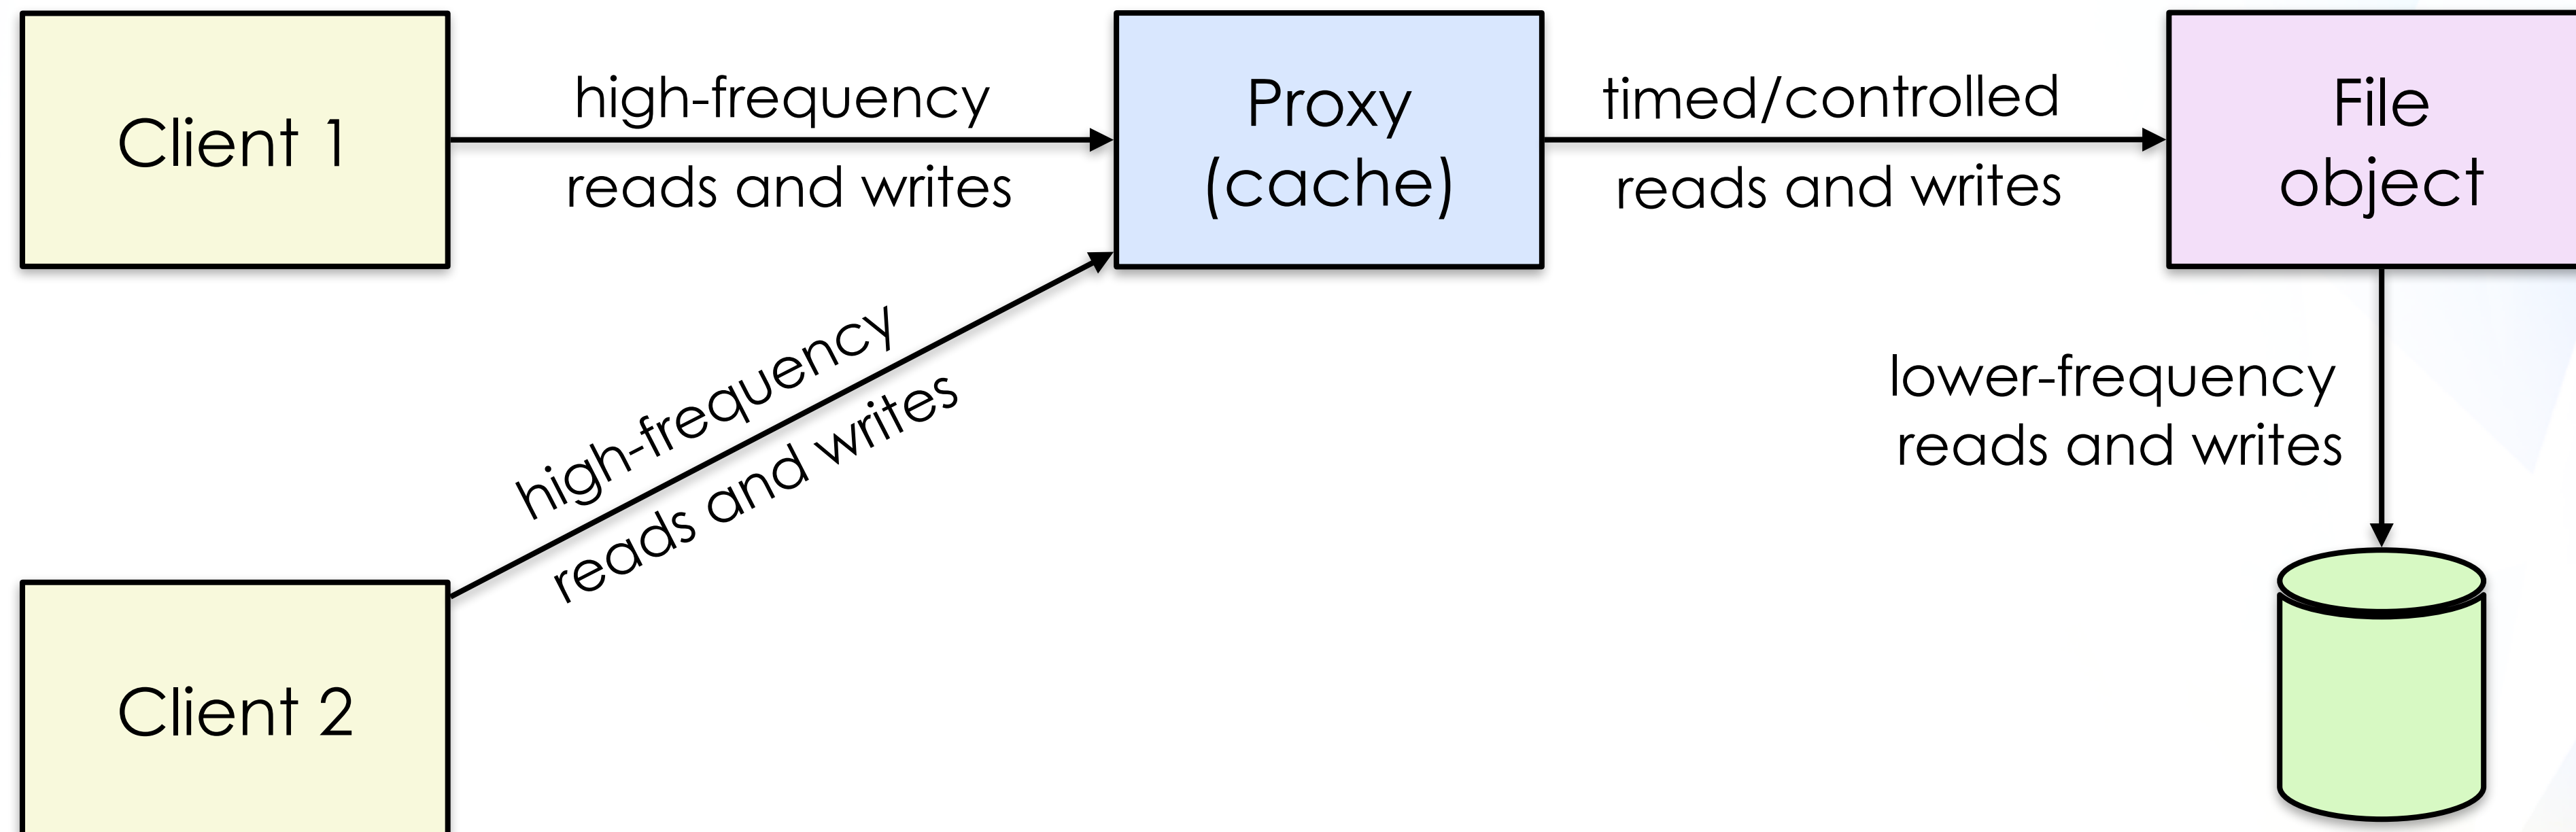 Client 1
high-frequency
reads and writes
Proxy
(cache)
timed/controlled
reads and writes
File
object
high-frequency
reads and writes
lower-frequency
reads and writes
Client 2